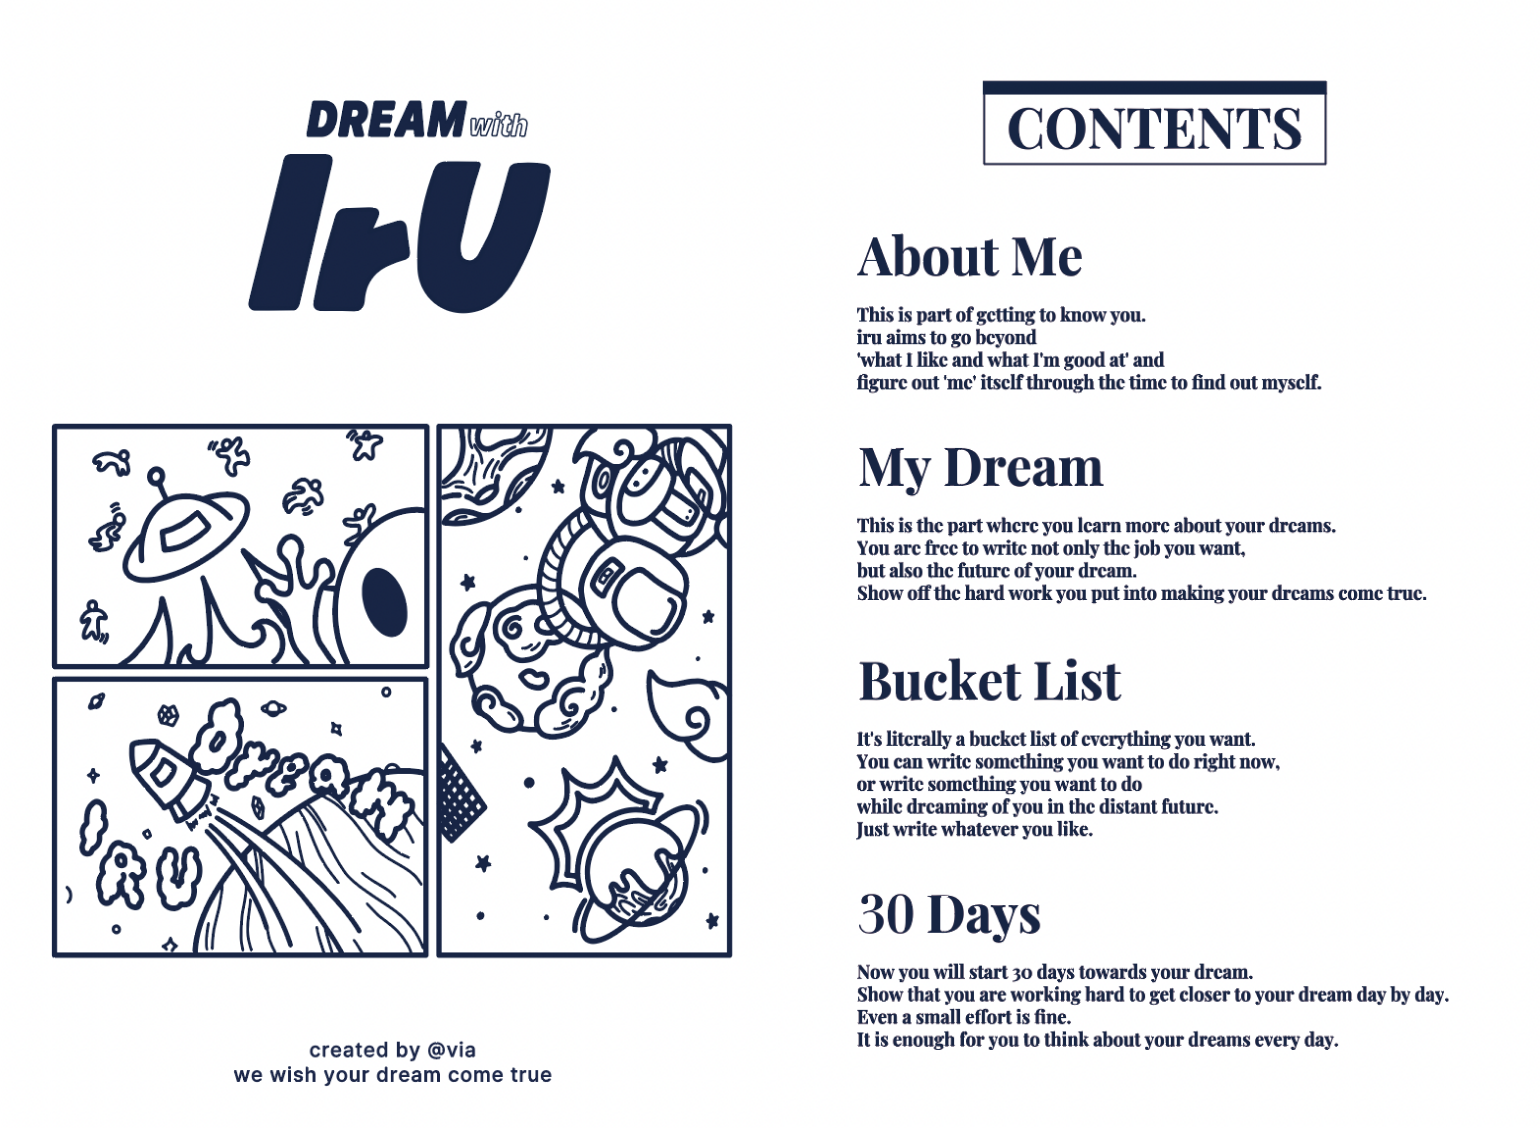 DREAM with
IrU
DREAM
IRU
created by @via
we wish your dream come true
CONTENTS
About Me
This is part of getting to know you.
iru aims to go beyond
'what I like and what I'm good at' and
figure out 'me' itself through the time to find out myself.
My Dream
This is the part where you learn more about your dreams.
You are free to write not only the job you want,
but also the future of your dream.
Show off the hard work you put into making your dreams come true.
Bucket List
It's literally a bucket list of everything you want.
You can write something you want to do right now,
or write something you want to do
while dreaming of you in the distant future.
Just write whatever you like.
30 Days
Now you will start 30 days towards your dream.
Show that you are working hard to get closer to your dream day by day.
Even a small effort is fine.
It is enough for you to think about your dreams every day.